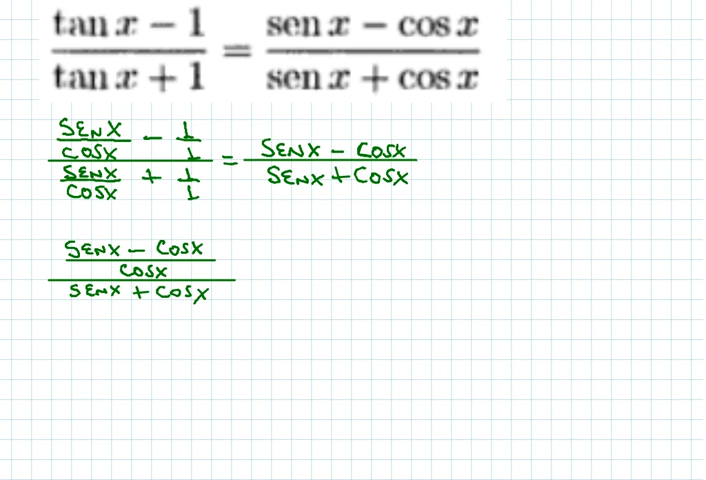 tan x − 1 / tan x + 1 = sen x − cos x / sen x + cos x
SENX/COSX − 1/1 / SENX/COSX + 1/1 = SENX − COSX / SENX + COSX
SENX − COSX / COSX / SENX + COSX